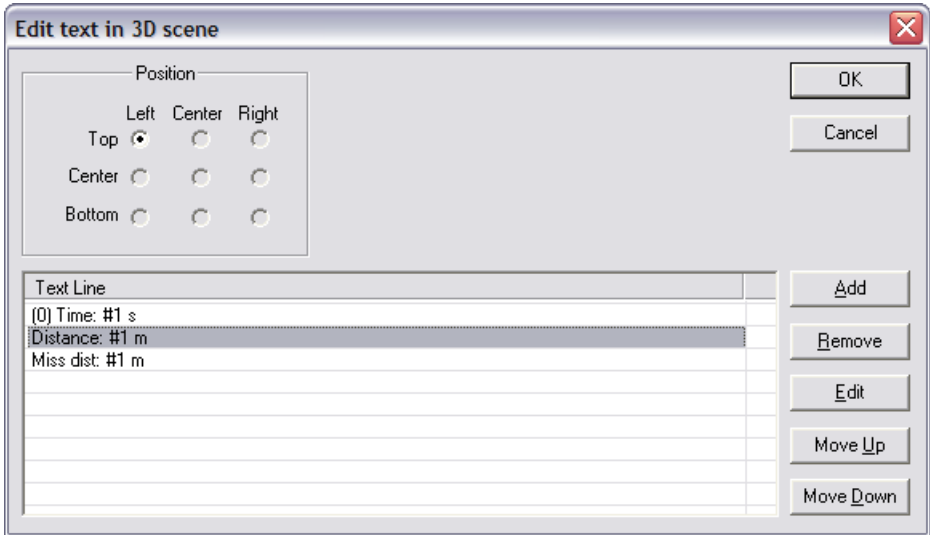 Edit text in 3D scene
Position
OK
Left Center Right
Top
Cancel
Center
Bottom
Text Line
Add
(0) Time: #1 s
Distance: #1 m
Remove
Miss dist: #1 m
Edit
Move Up
Move Down